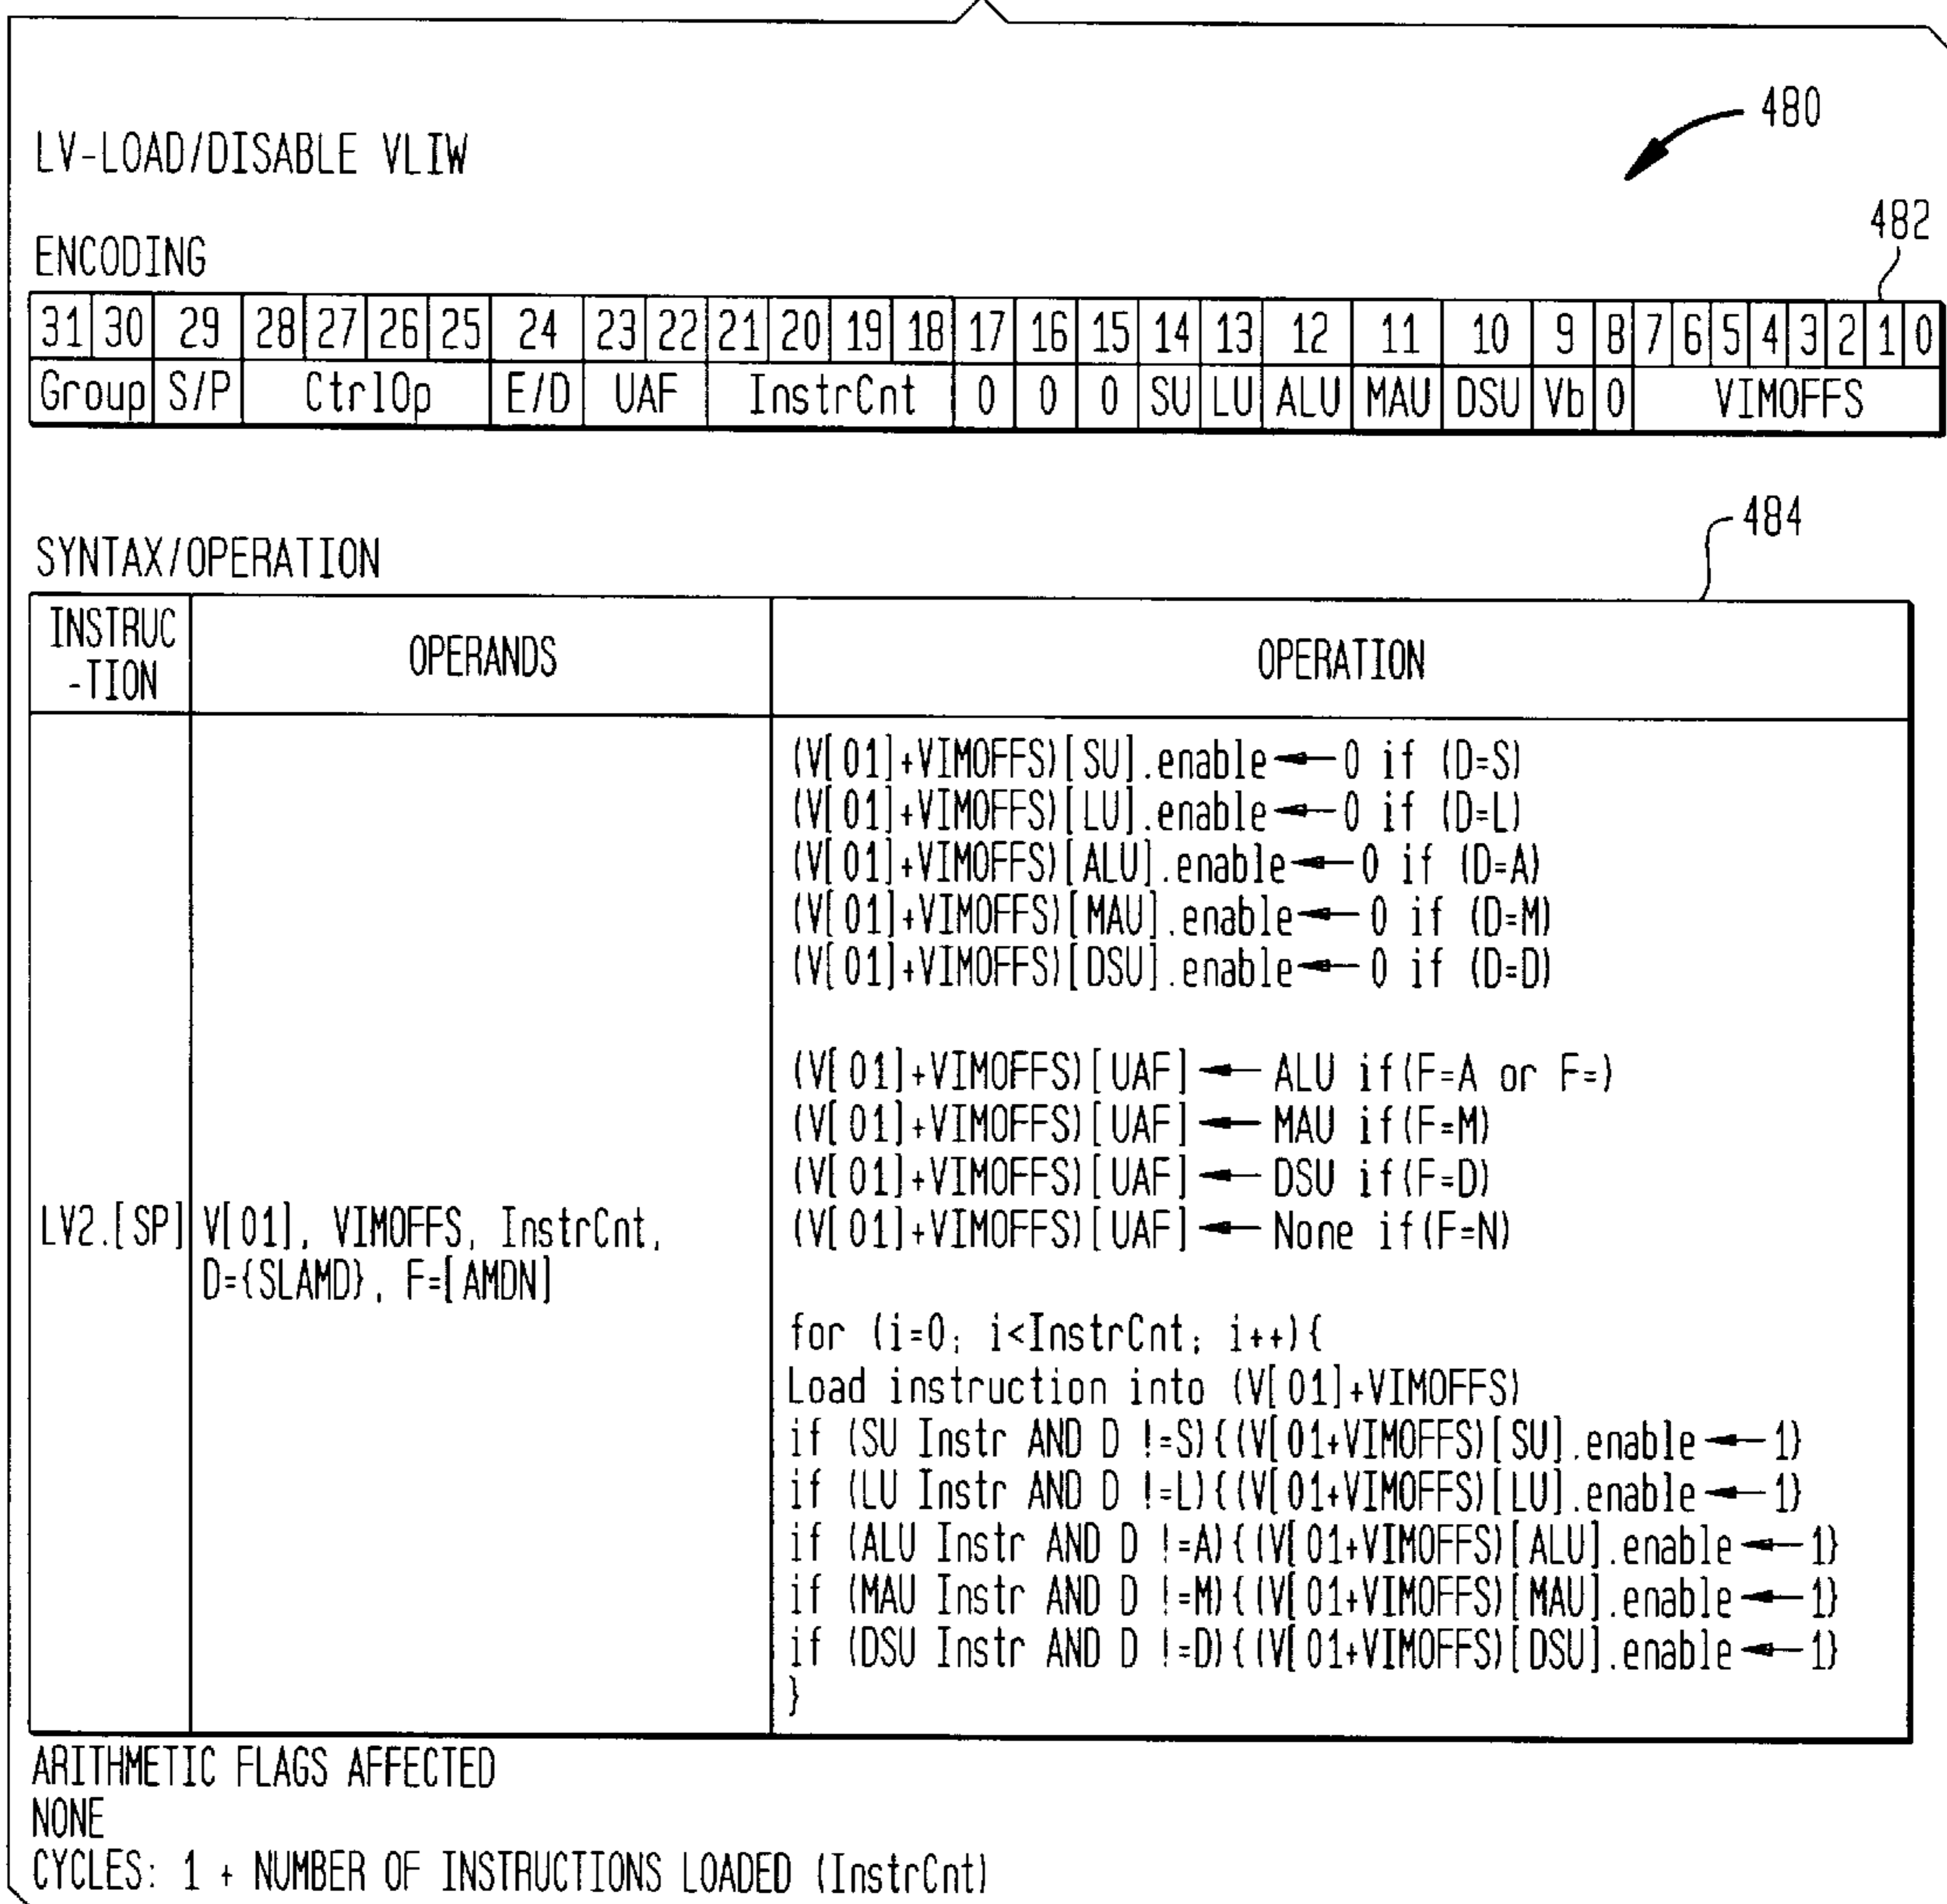 480
LV-LOAD/DISABLE VLIW
482
ENCODING
31 30 29 28 27 26 25 24 23 22 21 20 19 18 17 16 15 14 13 12 11 10 9 8 7 6 5 4 3 2 1 0
Group S/P CtrlOp E/D UAF InstrCnt 0 0 0 SU LU ALU MAU DSU Vb 0 VIMOFFS
484
SYNTAX/OPERATION
INSTRUC
-TION
OPERANDS
OPERATION
LV2.[SP]
V[01], VIMOFFS, InstrCnt,
D={SLAMD}, F=[AMDN]
(V[01]+VIMOFFS)[SU].enable←0 if (D=S)
(V[01]+VIMOFFS)[LU].enable←0 if (D=L)
(V[01]+VIMOFFS)[ALU].enable←0 if (D=A)
(V[01]+VIMOFFS)[MAU].enable←0 if (D=M)
(V[01]+VIMOFFS)[DSU].enable←0 if (D=D)
(V[01]+VIMOFFS)[UAF]← ALU if(F=A or F=)
(V[01]+VIMOFFS)[UAF]← MAU if(F=M)
(V[01]+VIMOFFS)[UAF]← DSU if(F=D)
(V[01]+VIMOFFS)[UAF]← None if(F=N)
for (i=0; i<InstrCnt; i++){
Load instruction into (V[01]+VIMOFFS)
if (SU Instr AND D !=S){(V[01+VIMOFFS)[SU].enable←1}
if (LU Instr AND D !=L){(V[01+VIMOFFS)[LU].enable←1}
if (ALU Instr AND D !=A){(V[01+VIMOFFS)[ALU].enable←1}
if (MAU Instr AND D !=M){(V[01+VIMOFFS)[MAU].enable←1}
if (DSU Instr AND D !=D){(V[01+VIMOFFS)[DSU].enable←1}
}
ARITHMETIC FLAGS AFFECTED
NONE
CYCLES: 1 + NUMBER OF INSTRUCTIONS LOADED (InstrCnt)